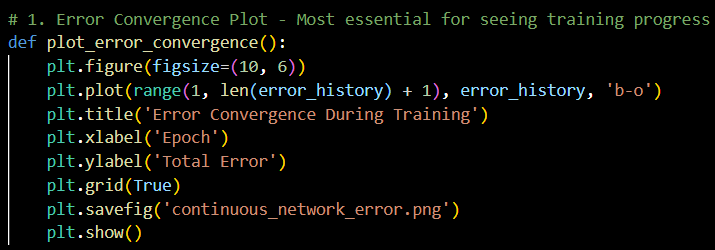 # 1. Error Convergence Plot - Most essential for seeing training progress
def plot_error_convergence():
    plt.figure(figsize=(10, 6))
    plt.plot(range(1, len(error_history) + 1), error_history, 'b-o')
    plt.title('Error Convergence During Training')
    plt.xlabel('Epoch')
    plt.ylabel('Total Error')
    plt.grid(True)
    plt.savefig('continuous_network_error.png')
    plt.show()